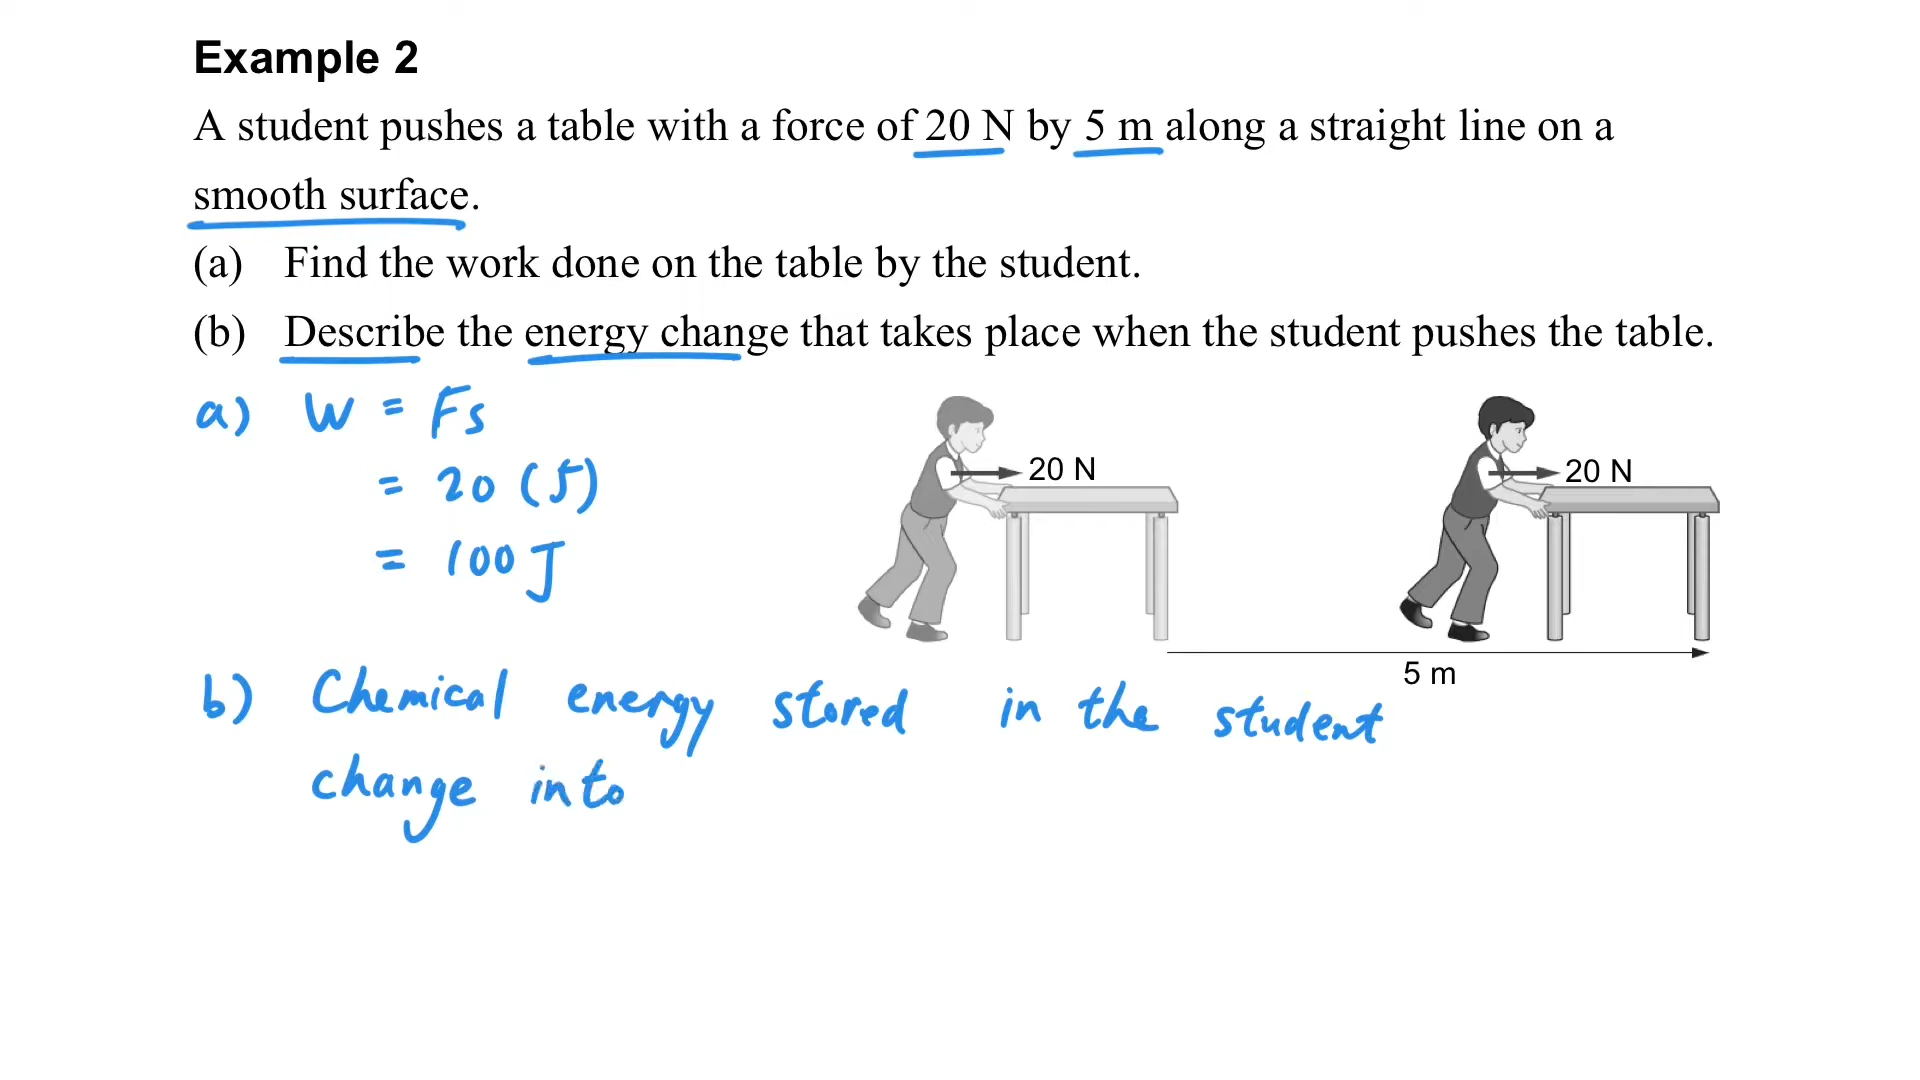 Example 2
A student pushes a table with a force of 20 N by 5 m along a straight line on a
smooth surface.
(a) Find the work done on the table by the student.
(b) Describe the energy change that takes place when the student pushes the table.
a) W = Fs
= 20 (5)
= 100 J
20 N
20 N
5 m
b) Chemical energy stored in the student
change into